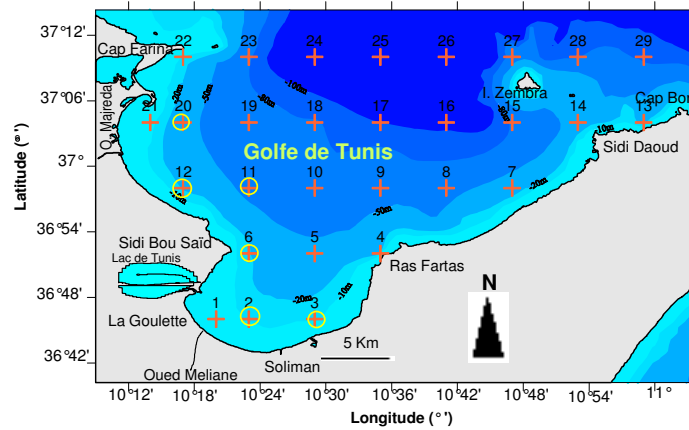 37°12'
22 23 24 25 26 27 28 29
Cap Farina
-100m
-20m
-50m
-80m
I. Zembra
37°06'
Cap Bon
21 20 19 18 17 16 15 14 13
-10m
O. Majreda
Sidi Daoud
Golfe de Tunis
37°
12 11 10 9 8 7
-20m
-50m
Latitude (°')
36°54'
Sidi Bou Saïd
6 5 4
Lac de Tunis
Ras Fartas
36°48'
-10m
-20m
N
La Goulette
1 2 3
5 Km
36°42'
Soliman
Oued Meliane
10°12' 10°18' 10°24' 10°30' 10°36' 10°42' 10°48' 10°54' 11°
Longitude (°')